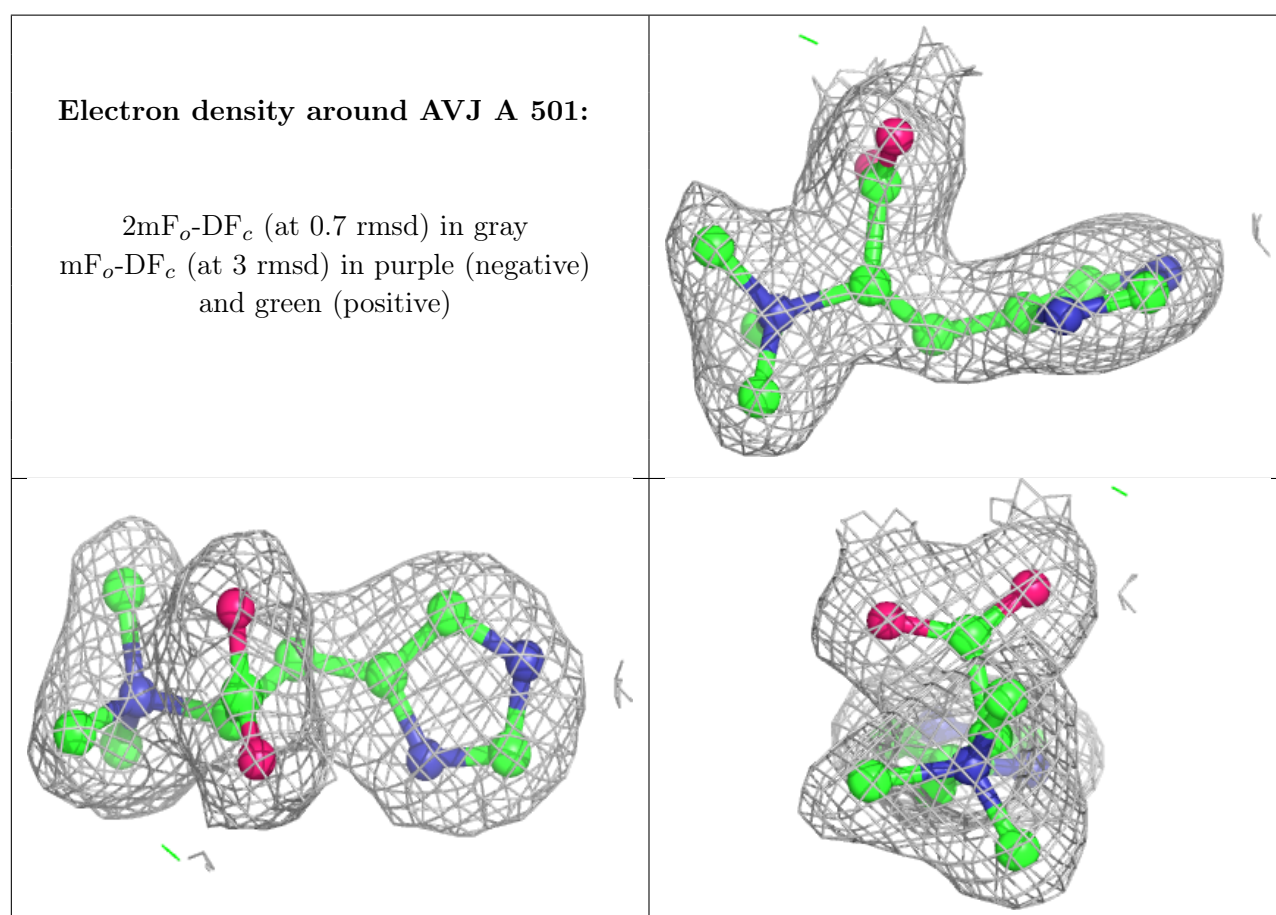 Electron density around AVJ A 501:
2mFo-DFc (at 0.7 rmsd) in gray
mFo-DFc (at 3 rmsd) in purple (negative)
and green (positive)